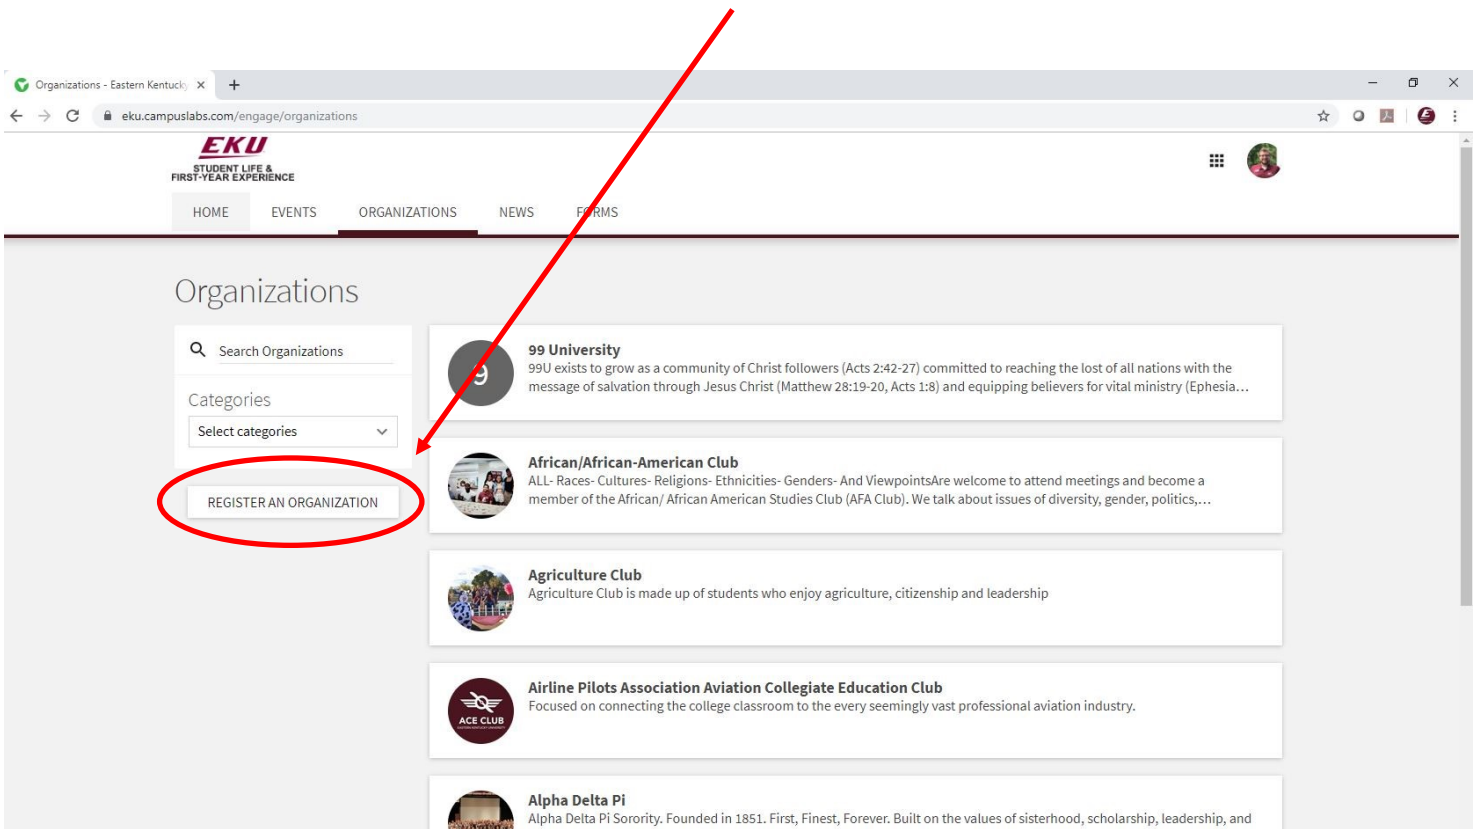 Organizations - Eastern Kentucky
eku.campuslabs.com/engage/organizations
EKU
STUDENT LIFE &
FIRST-YEAR EXPERIENCE
HOME EVENTS ORGANIZATIONS NEWS FORMS
Organizations
Search Organizations
Categories
Select categories
REGISTER AN ORGANIZATION
9
99 University
99U exists to grow as a community of Christ followers (Acts 2:42-27) committed to reaching the lost of all nations with the
message of salvation through Jesus Christ (Matthew 28:19-20, Acts 1:8) and equipping believers for vital ministry (Ephesia...
African/African-American Club
ALL- Races- Cultures- Religions- Ethnicities- Genders- And ViewpointsAre welcome to attend meetings and become a
member of the African/ African American Studies Club (AFA Club). We talk about issues of diversity, gender, politics,...
Agriculture Club
Agriculture Club is made up of students who enjoy agriculture, citizenship and leadership
ACE CLUB
Airline Pilots Association Aviation Collegiate Education Club
Focused on connecting the college classroom to the every seemingly vast professional aviation industry.
Alpha Delta Pi
Alpha Delta Pi Sorority. Founded in 1851. First, Finest, Forever. Built on the values of sisterhood, scholarship, leadership, and